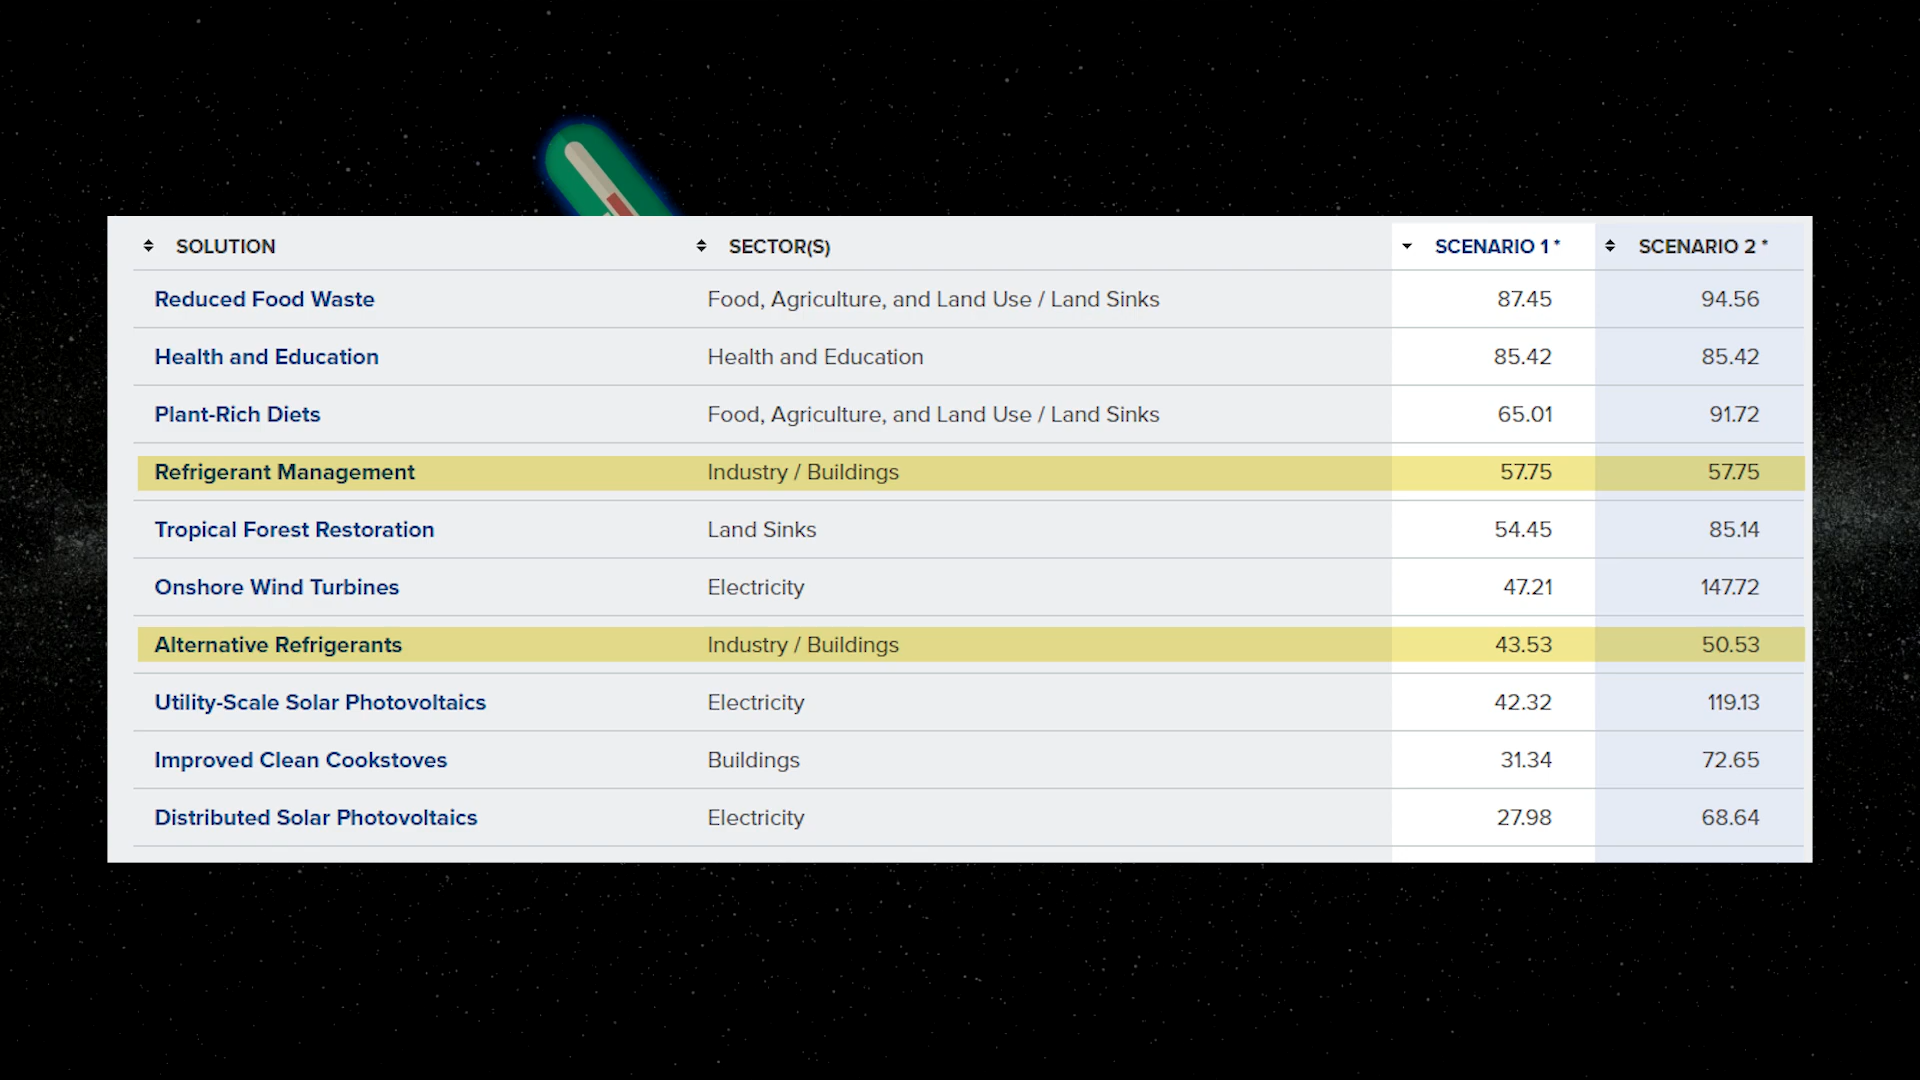 SOLUTION SECTOR(S) SCENARIO 1 * SCENARIO 2 *
Reduced Food Waste Food, Agriculture, and Land Use / Land Sinks 87.45 94.56
Health and Education Health and Education 85.42 85.42
Plant-Rich Diets Food, Agriculture, and Land Use / Land Sinks 65.01 91.72
Refrigerant Management Industry / Buildings 57.75 57.75
Tropical Forest Restoration Land Sinks 54.45 85.14
Onshore Wind Turbines Electricity 47.21 147.72
Alternative Refrigerants Industry / Buildings 43.53 50.53
Utility-Scale Solar Photovoltaics Electricity 42.32 119.13
Improved Clean Cookstoves Buildings 31.34 72.65
Distributed Solar Photovoltaics Electricity 27.98 68.64